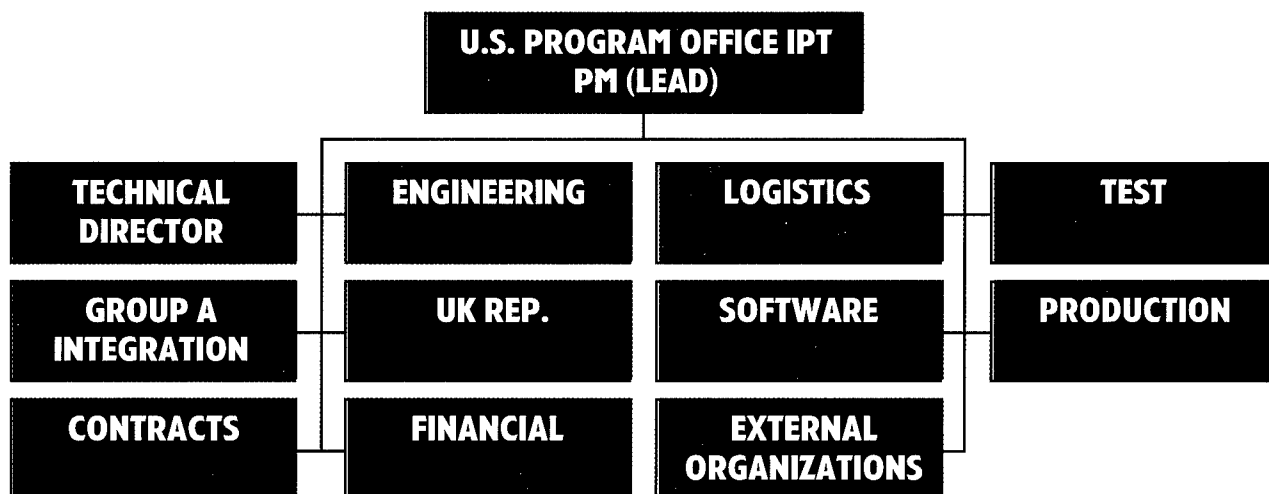 U.S. PROGRAM OFFICE IPT
PM (LEAD)
TECHNICAL
DIRECTOR
ENGINEERING
LOGISTICS
TEST
GROUP A
INTEGRATION
UK REP.
SOFTWARE
PRODUCTION
CONTRACTS
FINANCIAL
EXTERNAL
ORGANIZATIONS